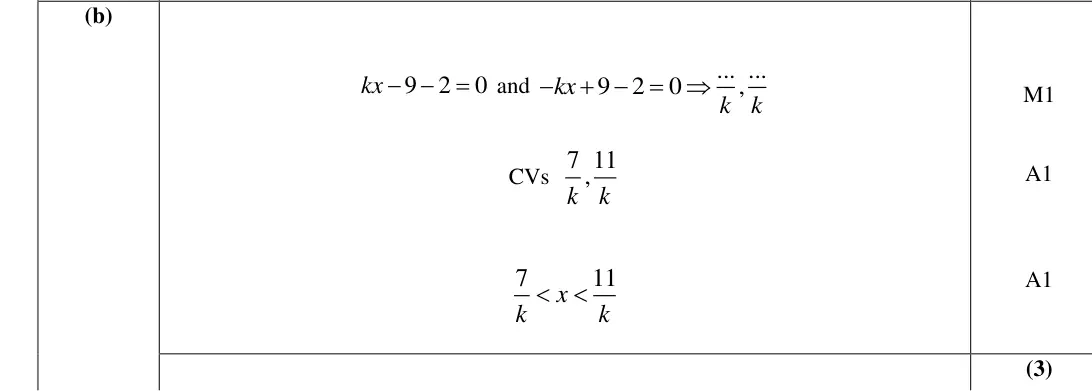 (b)
kx − 9 − 2 = 0 and −kx + 9 − 2 = 0 ⇒ .../k , .../k M1
CVs 7/k , 11/k A1
7/k < x < 11/k A1
(3)